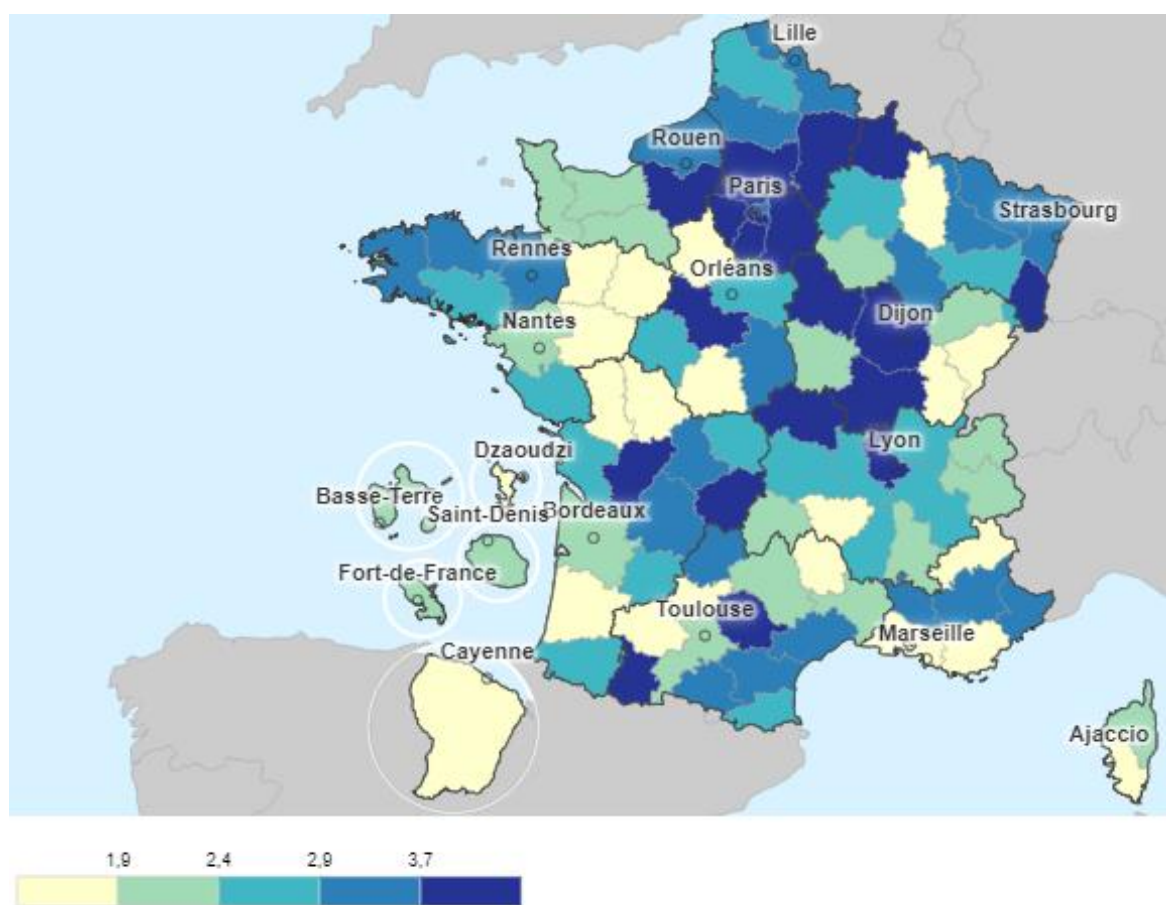 Lille
Rouen
Paris
Strasbourg
Rennes
Orléans
Dijon
Nantes
Lyon
Dzaoudzi
Basse-Terre
Saint-Denis
Bordeaux
Fort-de-France
Toulouse
Marseille
Cayenne
Ajaccio
1,9 2,4 2,9 3,7